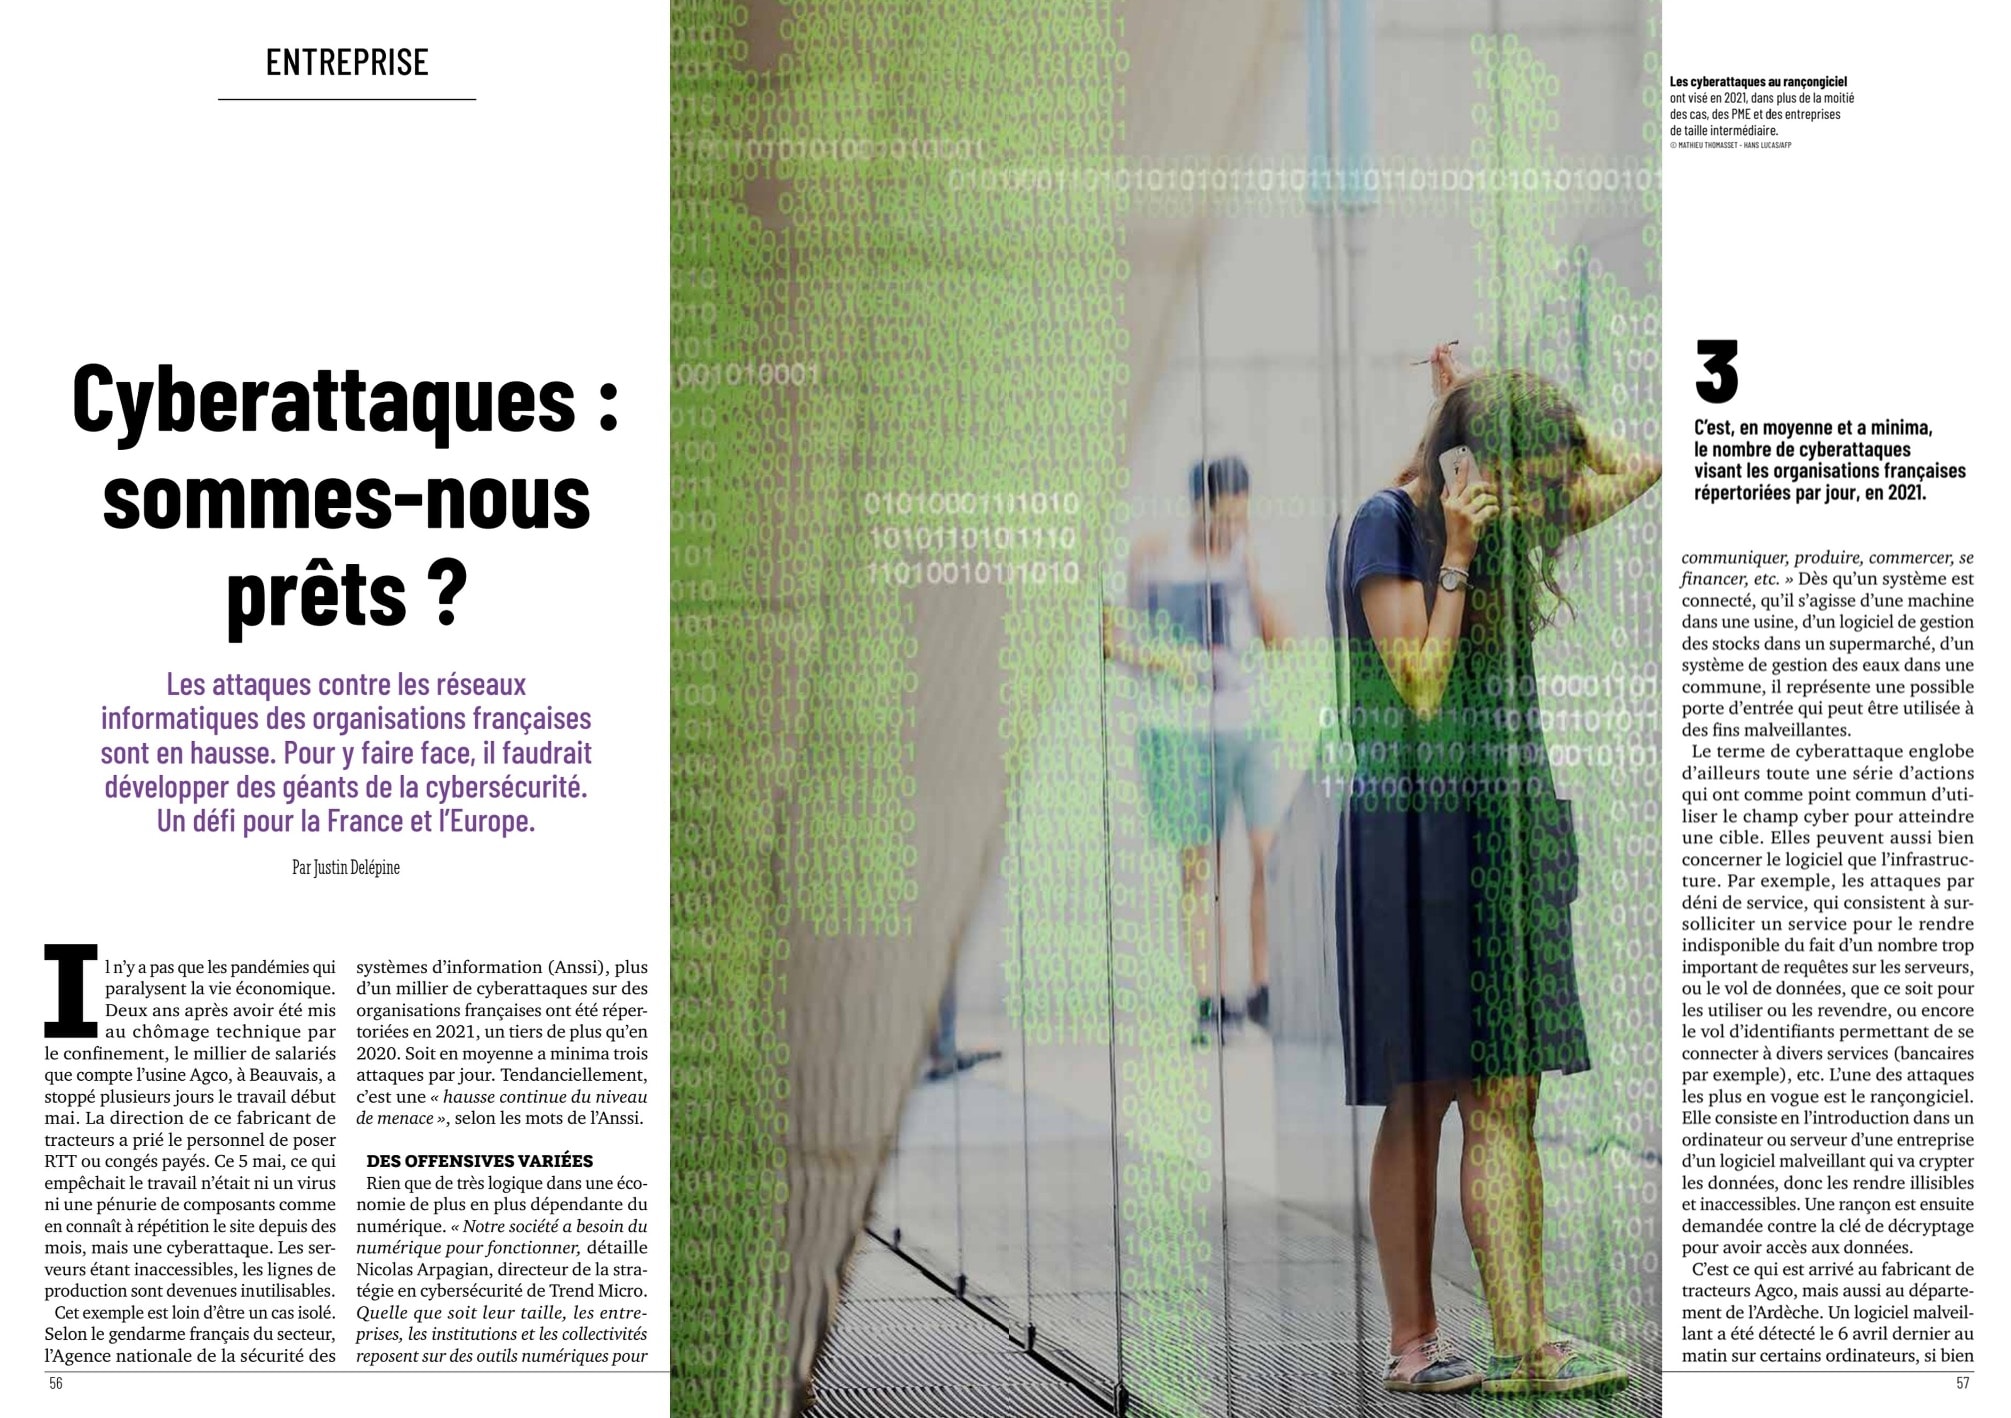 ENTREPRISE
Cyberattaques :
sommes-nous
prêts ?
Les attaques contre les réseaux
informatiques des organisations françaises
sont en hausse. Pour y faire face, il faudrait
développer des géants de la cybersécurité.
Un défi pour la France et l'Europe.
Par Justin Delépine
Il n'y a pas que les pandémies qui
paralysent la vie économique.
Deux ans après avoir été mis
au chômage technique par
le confinement, le millier de salariés
que compte l'usine Agco, à Beauvais, a
stoppé plusieurs jours le travail début
mai. La direction de ce fabricant de
tracteurs a prié le personnel de poser
RTT ou congés payés. Ce 5 mai, ce qui
empêchait le travail n'était ni un virus
ni une pénurie de composants comme
en connaît à répétition le site depuis des
mois, mais une cyberattaque. Les ser-
veurs étant inaccessibles, les lignes de
production sont devenues inutilisables.
Cet exemple est loin d'être un cas isolé.
Selon le gendarme français du secteur,
l'Agence nationale de la sécurité des
systèmes d'information (Anssi), plus
d'un millier de cyberattaques sur des
organisations françaises ont été réper-
toriées en 2021, un tiers de plus qu'en
2020. Soit en moyenne a minima trois
attaques par jour. Tendanciellement,
c'est une « hausse continue du niveau
de menace », selon les mots de l'Anssi.
DES OFFENSIVES VARIÉES
Rien que de très logique dans une éco-
nomie de plus en plus dépendante du
numérique. « Notre société a besoin du
numérique pour fonctionner, détaille
Nicolas Arpagian, directeur de la stra-
tégie en cybersécurité de Trend Micro.
Quelle que soit leur taille, les entre-
prises, les institutions et les collectivités
reposent sur des outils numériques pour
56
Les cyberattaques au rançongiciel
ont visé en 2021, dans plus de la moitié
des cas, des PME et des entreprises
de taille intermédiaire.
© MATHIEU THOMASSET - HANS LUCAS/AFP
3
C'est, en moyenne et a minima,
le nombre de cyberattaques
visant les organisations françaises
répertoriées par jour, en 2021.
communiquer, produire, commercer, se
financer, etc. » Dès qu'un système est
connecté, qu'il s'agisse d'une machine
dans une usine, d'un logiciel de gestion
des stocks dans un supermarché, d'un
système de gestion des eaux dans une
commune, il représente une possible
porte d'entrée qui peut être utilisée à
des fins malveillantes.
Le terme de cyberattaque englobe
d'ailleurs toute une série d'actions
qui ont comme point commun d'uti-
liser le champ cyber pour atteindre
une cible. Elles peuvent aussi bien
concerner le logiciel que l'infrastruc-
ture. Par exemple, les attaques par
déni de service, qui consistent à sur-
solliciter un service pour le rendre
indisponible du fait d'un nombre trop
important de requêtes sur les serveurs,
ou le vol de données, que ce soit pour
les utiliser ou les revendre, ou encore
le vol d'identifiants permettant de se
connecter à divers services (bancaires
par exemple), etc. L'une des attaques
les plus en vogue est le rançongiciel.
Elle consiste en l'introduction dans un
ordinateur ou serveur d'une entreprise
d'un logiciel malveillant qui va crypter
les données, donc les rendre illisibles
et inaccessibles. Une rançon est ensuite
demandée contre la clé de décryptage
pour avoir accès aux données.
C'est ce qui est arrivé au fabricant de
tracteurs Agco, mais aussi au départe-
ment de l'Ardèche. Un logiciel malveil-
lant a été détecté le 6 avril dernier au
matin sur certains ordinateurs, si bien
57